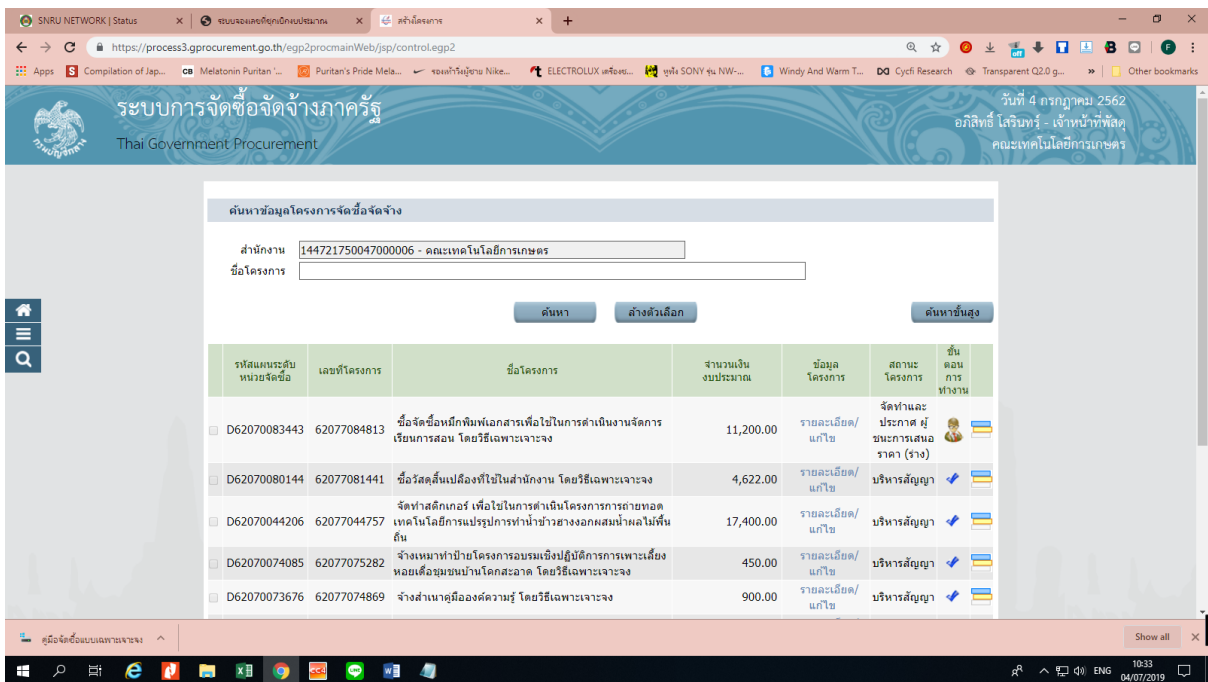 SNRU NETWORK | Status
ระบบจองเลขที่ฎีกาเบิกงบประมาณ
สร้างโครงการ
https://process3.gprocurement.go.th/egp2procmainWeb/jsp/control.egp2
Apps
Compilation of Jap...
Melatonin Puritan '...
Puritan's Pride Mela...
รองเท้าวิ่งผู้ชาย Nike...
ELECTROLUX เครื่องซ...
หูฟัง SONY รุ่น NW-...
Windy And Warm T...
Cycfi Research
Transparent Q2.0 g...
Other bookmarks
ระบบการจัดซื้อจัดจ้างภาครัฐ
Thai Government Procurement
วันที่ 4 กรกฎาคม 2562
อภิสิทธิ์ โสรินทร์ - เจ้าหน้าที่พัสดุ
คณะเทคโนโลยีการเกษตร
ค้นหาข้อมูลโครงการจัดซื้อจัดจ้าง
สำนักงาน 144721750047000006 - คณะเทคโนโลยีการเกษตร
ชื่อโครงการ
ค้นหา ล้างตัวเลือก ค้นหาขั้นสูง
รหัสแผนระดับหน่วยจัดซื้อ เลขที่โครงการ ชื่อโครงการ จำนวนเงินงบประมาณ ข้อมูลโครงการ สถานะโครงการ ขั้นตอนการทำงาน
D62070083443 62077084813 ซื้อจัดซื้อหมึกพิมพ์เอกสารเพื่อใช้ในการดำเนินงานจัดการเรียนการสอน โดยวิธีเฉพาะเจาะจง 11,200.00 รายละเอียด/แก้ไข จัดทำและประกาศ ผู้ชนะการเสนอราคา (ร่าง)
D62070080144 62077081441 ซื้อวัสดุสิ้นเปลืองที่ใช้ในสำนักงาน โดยวิธีเฉพาะเจาะจง 4,622.00 รายละเอียด/แก้ไข บริหารสัญญา
D62070044206 62077044757 จัดทำสติกเกอร์ เพื่อใช่ในการดำเนินโครงการการถ่ายทอดเทคโนโลยีการแปรรูปการทำน้ำข้าวฮางงอกผสมน้ำผลไม้พื้นถิ่น 17,400.00 รายละเอียด/แก้ไข บริหารสัญญา
D62070074085 62077075282 จ้างเหมาทำป้ายโครงการอบรมเชิงปฏิบัติการการเพาะเลี้ยงหอยเดื่อชุมชนบ้านโคกสะอาด โดยวิธีเฉพาะเจาะจง 450.00 รายละเอียด/แก้ไข บริหารสัญญา
D62070073676 62077074869 จ้างสำเนาคู่มือองค์ความรู้ โดยวิธีเฉพาะเจาะจง 900.00 รายละเอียด/แก้ไข บริหารสัญญา
คู่มือจัดซื้อแบบเฉพาะเจาะจง
Show all
ENG
10:33
04/07/2019